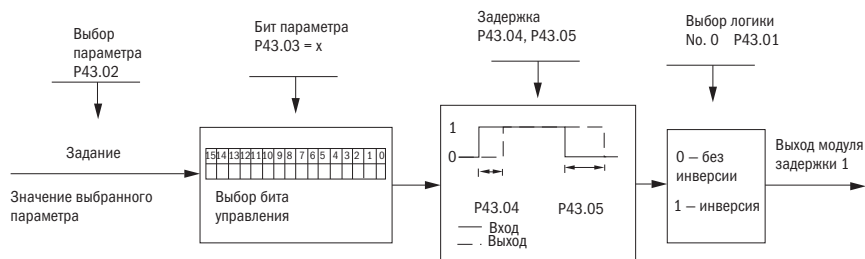 Выбор
параметра
P43.02
Бит параметра
P43.03 = x
Задержка
P43.04, P43.05
Выбор логики
No. 0 P43.01
Задание
Значение выбранного
параметра
15 14 13 12 11 10 9 8 7 6 5 4 3 2 1 0
Выбор бита
управления
1
0
P43.04 P43.05
Вход
Выход
0 — без
инверсии
1 — инверсия
Выход модуля
задержки 1